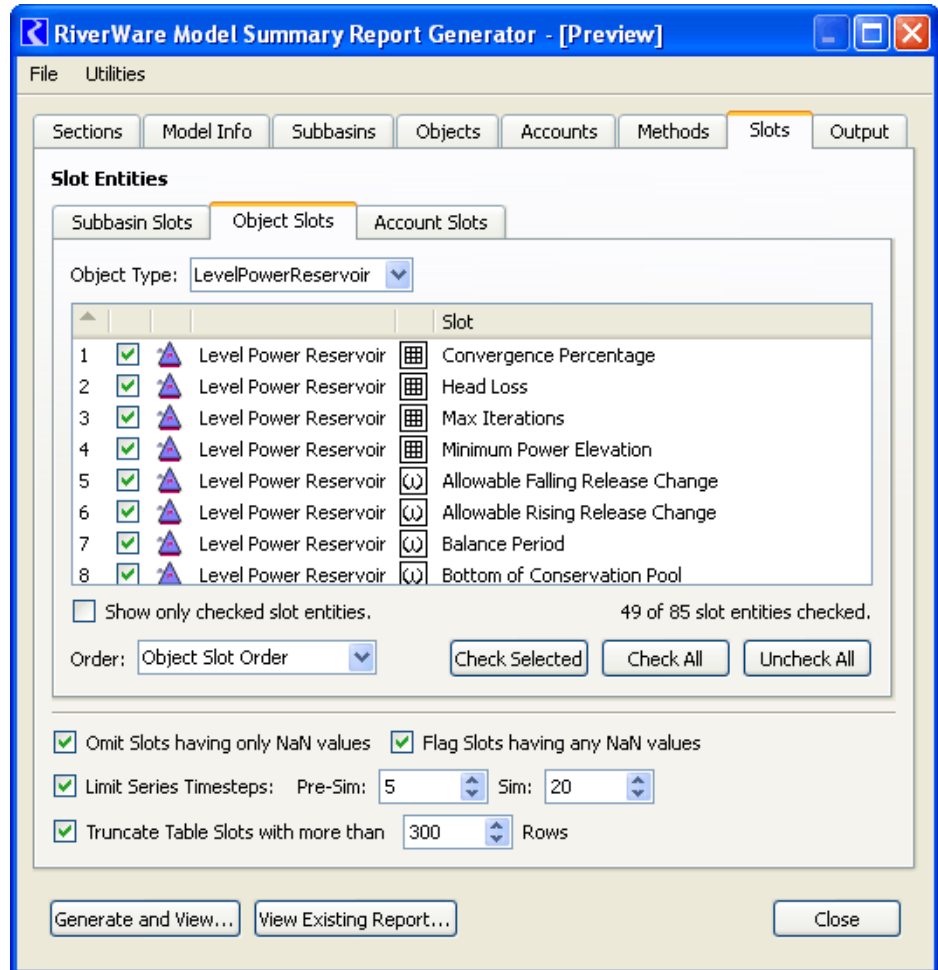 RiverWare Model Summary Report Generator - [Preview]
File Utilities
Sections Model Info Subbasins Objects Accounts Methods Slots Output
Slot Entities
Subbasin Slots Object Slots Account Slots
Object Type: LevelPowerReservoir
Slot
1 Level Power Reservoir Convergence Percentage
2 Level Power Reservoir Head Loss
3 Level Power Reservoir Max Iterations
4 Level Power Reservoir Minimum Power Elevation
5 Level Power Reservoir Allowable Falling Release Change
6 Level Power Reservoir Allowable Rising Release Change
7 Level Power Reservoir Balance Period
8 Level Power Reservoir Bottom of Conservation Pool
Show only checked slot entities. 49 of 85 slot entities checked.
Order: Object Slot Order Check Selected Check All Uncheck All
Omit Slots having only NaN values Flag Slots having any NaN values
Limit Series Timesteps: Pre-Sim: 5 Sim: 20
Truncate Table Slots with more than 300 Rows
Generate and View... View Existing Report... Close